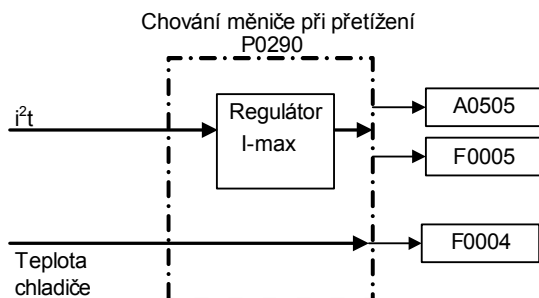 Chování měniče při přetížení
P0290
i²t
Regulátor
I-max
A0505
F0005
F0004
Teplota
chladiče